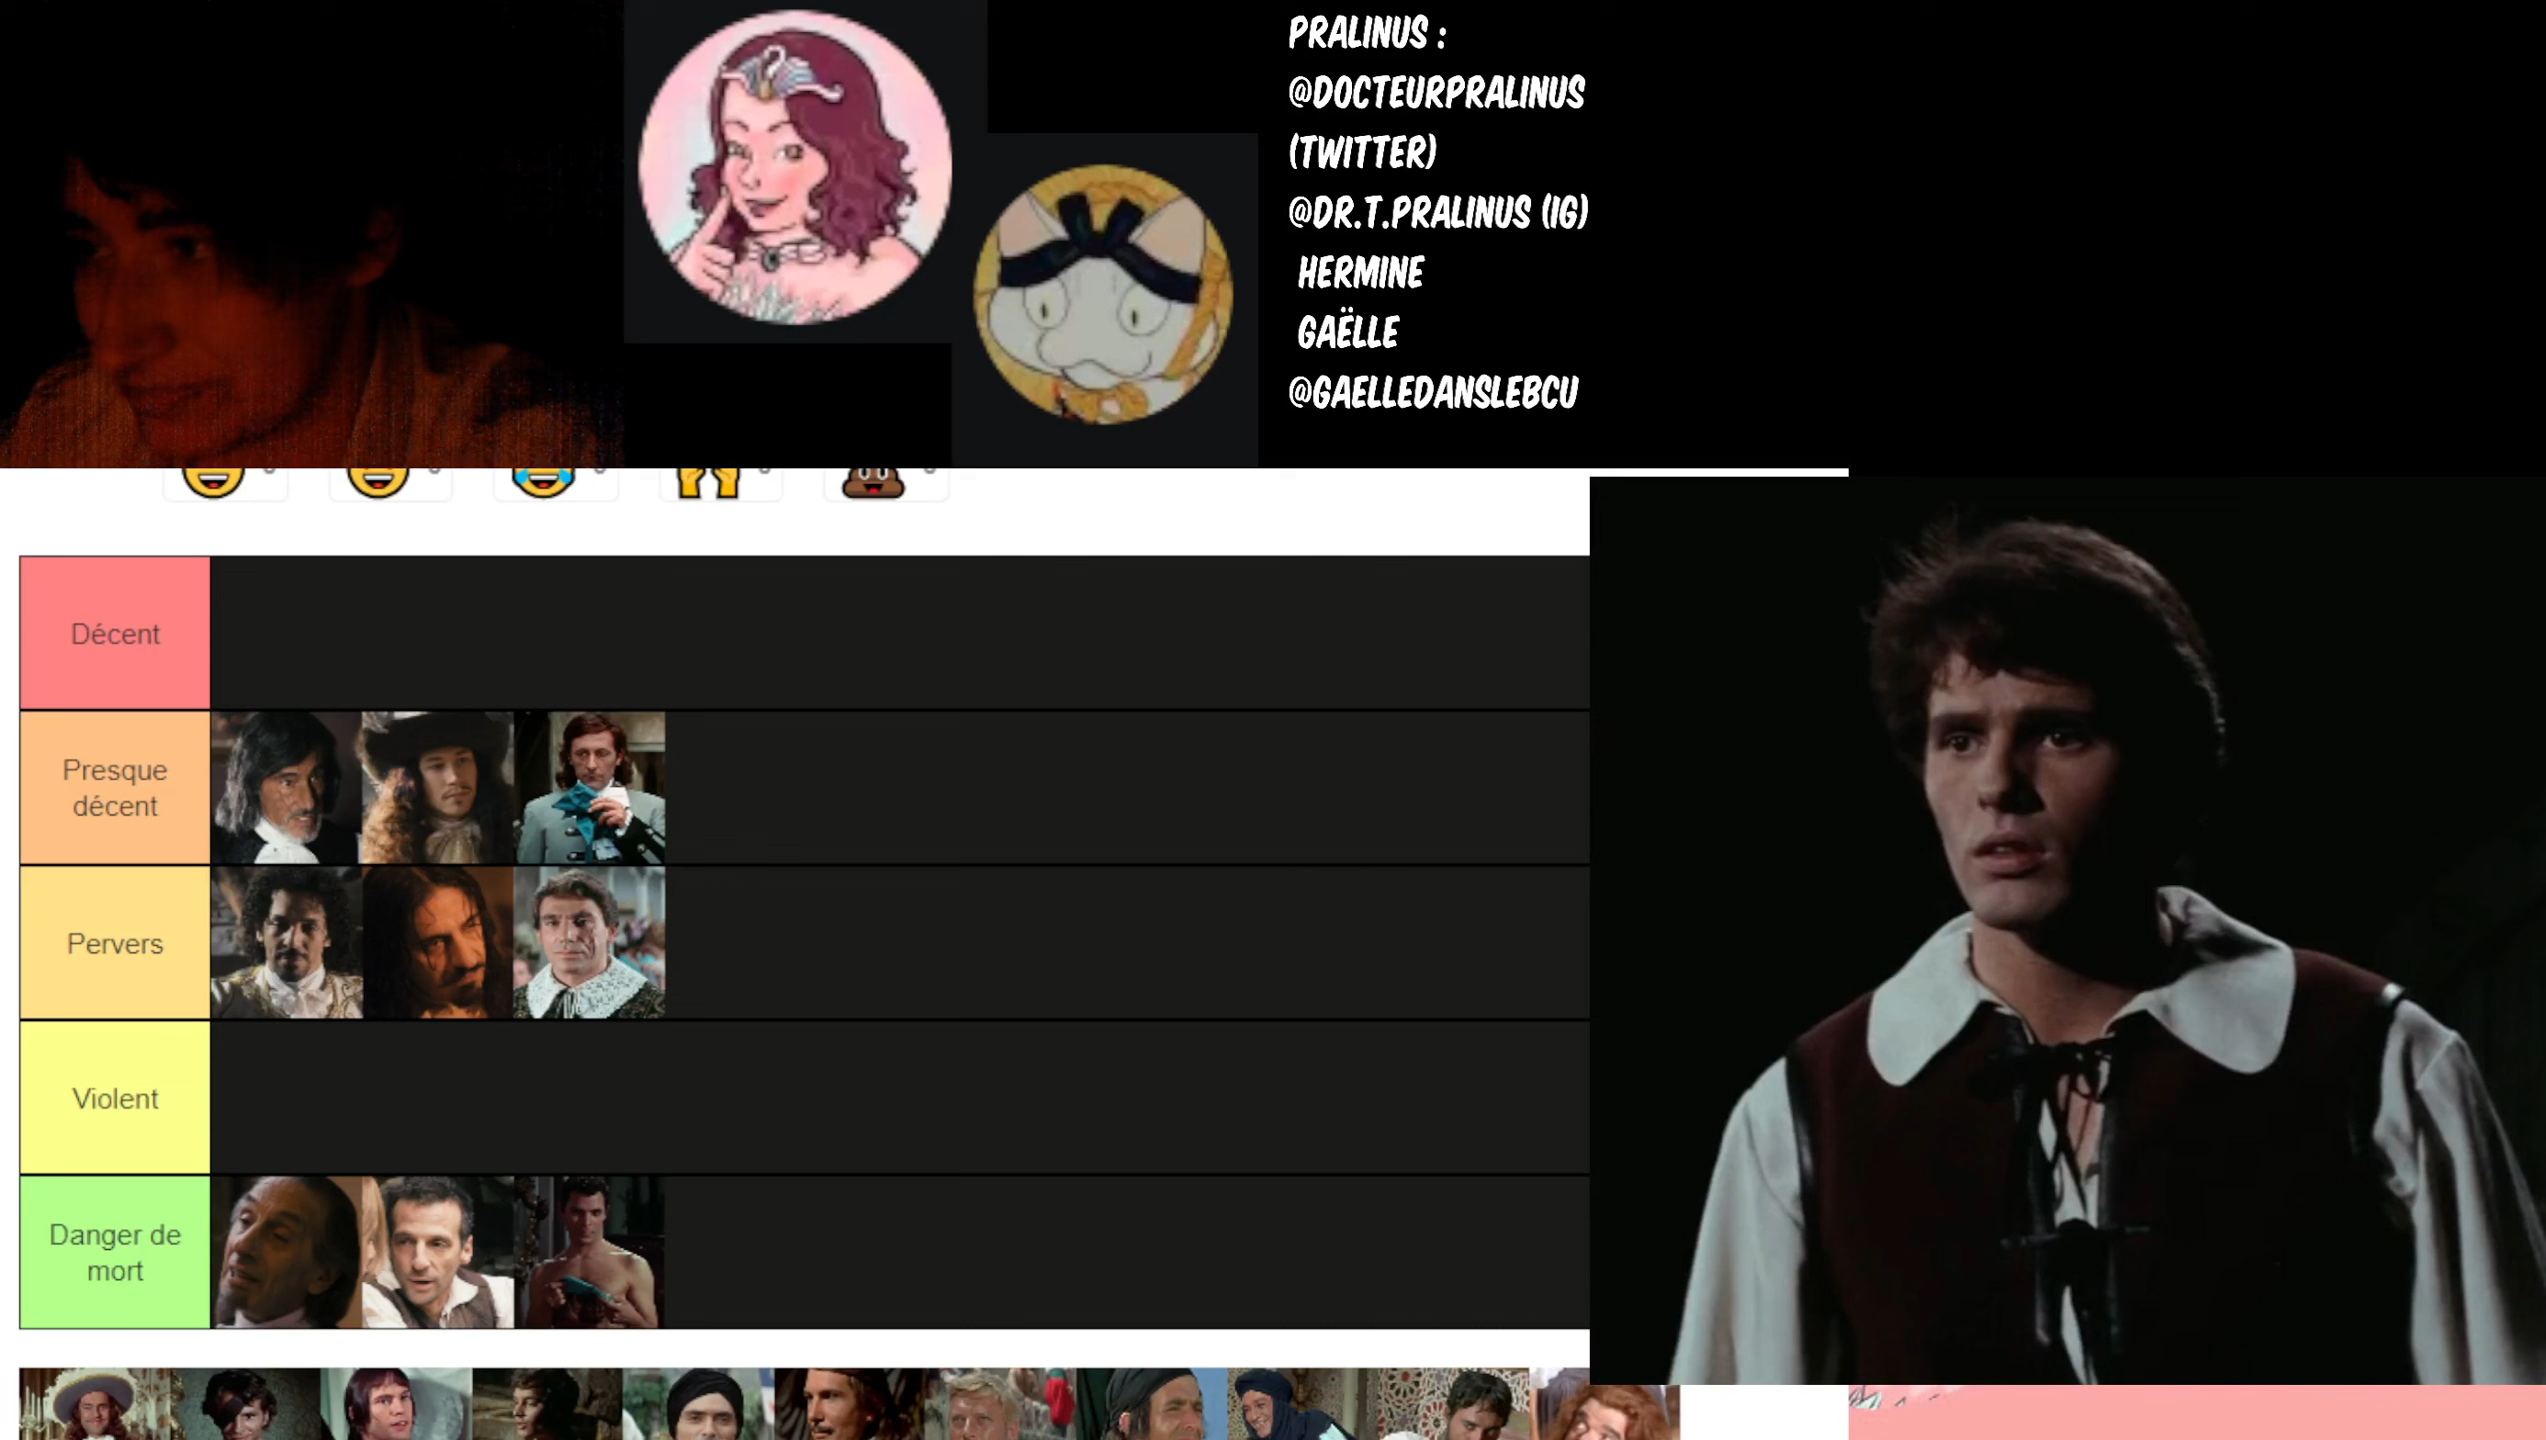 PRALINUS :
@DOCTEURPRALINUS
(TWITTER)
@DR.T.PRALINUS (IG)
HERMINE
GAËLLE
@GAELLEDANSLEBCU
Décent
Presque
décent
Pervers
Violent
Danger de
mort